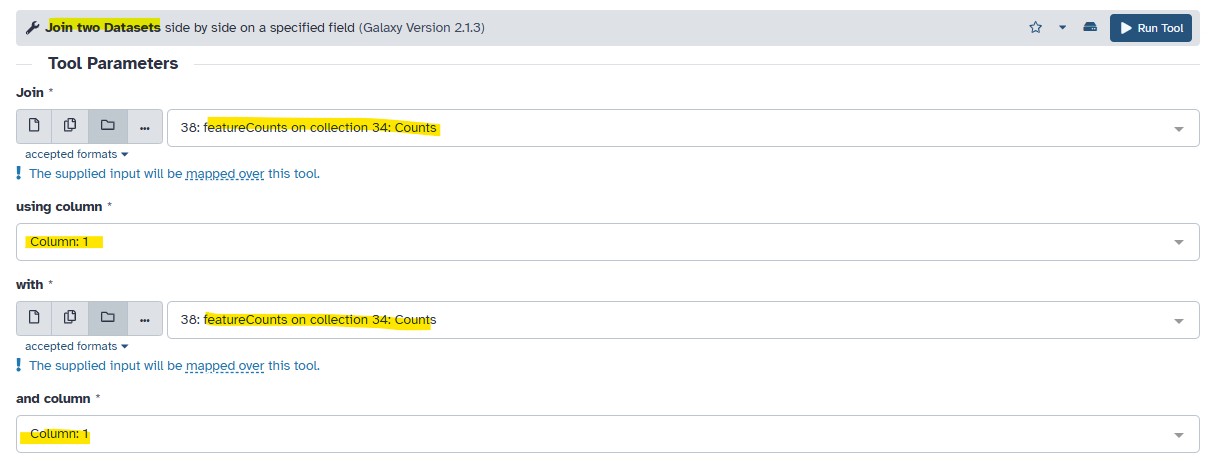 Join two Datasets side by side on a specified field (Galaxy Version 2.1.3) Run Tool
Tool Parameters
Join *
... 38: featureCounts on collection 34: Counts
accepted formats
The supplied input will be mapped over this tool.
using column *
Column: 1
with *
... 38: featureCounts on collection 34: Counts
accepted formats
The supplied input will be mapped over this tool.
and column *
Column: 1